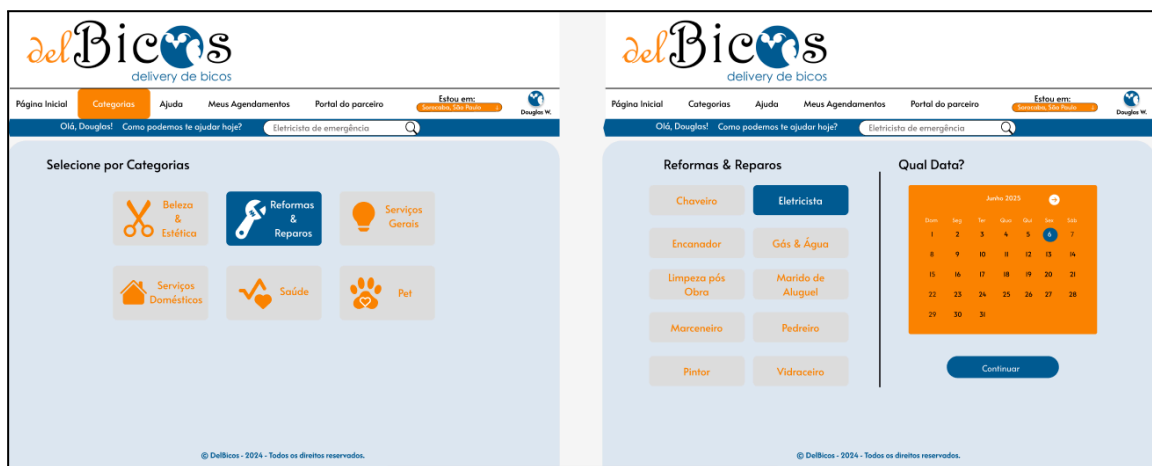 delBicos
delivery de bicos
Página Inicial Categorias Ajuda Meus Agendamentos Portal do parceiro Estou em:
Sorocaba, São Paulo
Douglas W.
Olá, Douglas! Como podemos te ajudar hoje? Eletricista de emergência
Selecione por Categorias
Beleza
&
Estética
Reformas
&
Reparos
Serviços
Gerais
Serviços
Domésticos
Saúde
Pet
© DelBicos - 2024 - Todos os direitos reservados.
delBicos
delivery de bicos
Página Inicial Categorias Ajuda Meus Agendamentos Portal do parceiro Estou em:
Sorocaba, São Paulo
Douglas W.
Olá, Douglas! Como podemos te ajudar hoje? Eletricista de emergência
Reformas & Reparos
Chaveiro Eletricista
Encanador Gás & Água
Limpeza pós
Obra
Marido de
Aluguel
Marceneiro Pedreiro
Pintor Vidraceiro
Qual Data?
Junho 2025
Dom Seg Ter Qua Qui Sex Sáb
1 2 3 4 5 6 7
8 9 10 11 12 13 14
15 16 17 18 19 20 21
22 23 24 25 26 27 28
29 30 31
Continuar
© DelBicos - 2024 - Todos os direitos reservados.